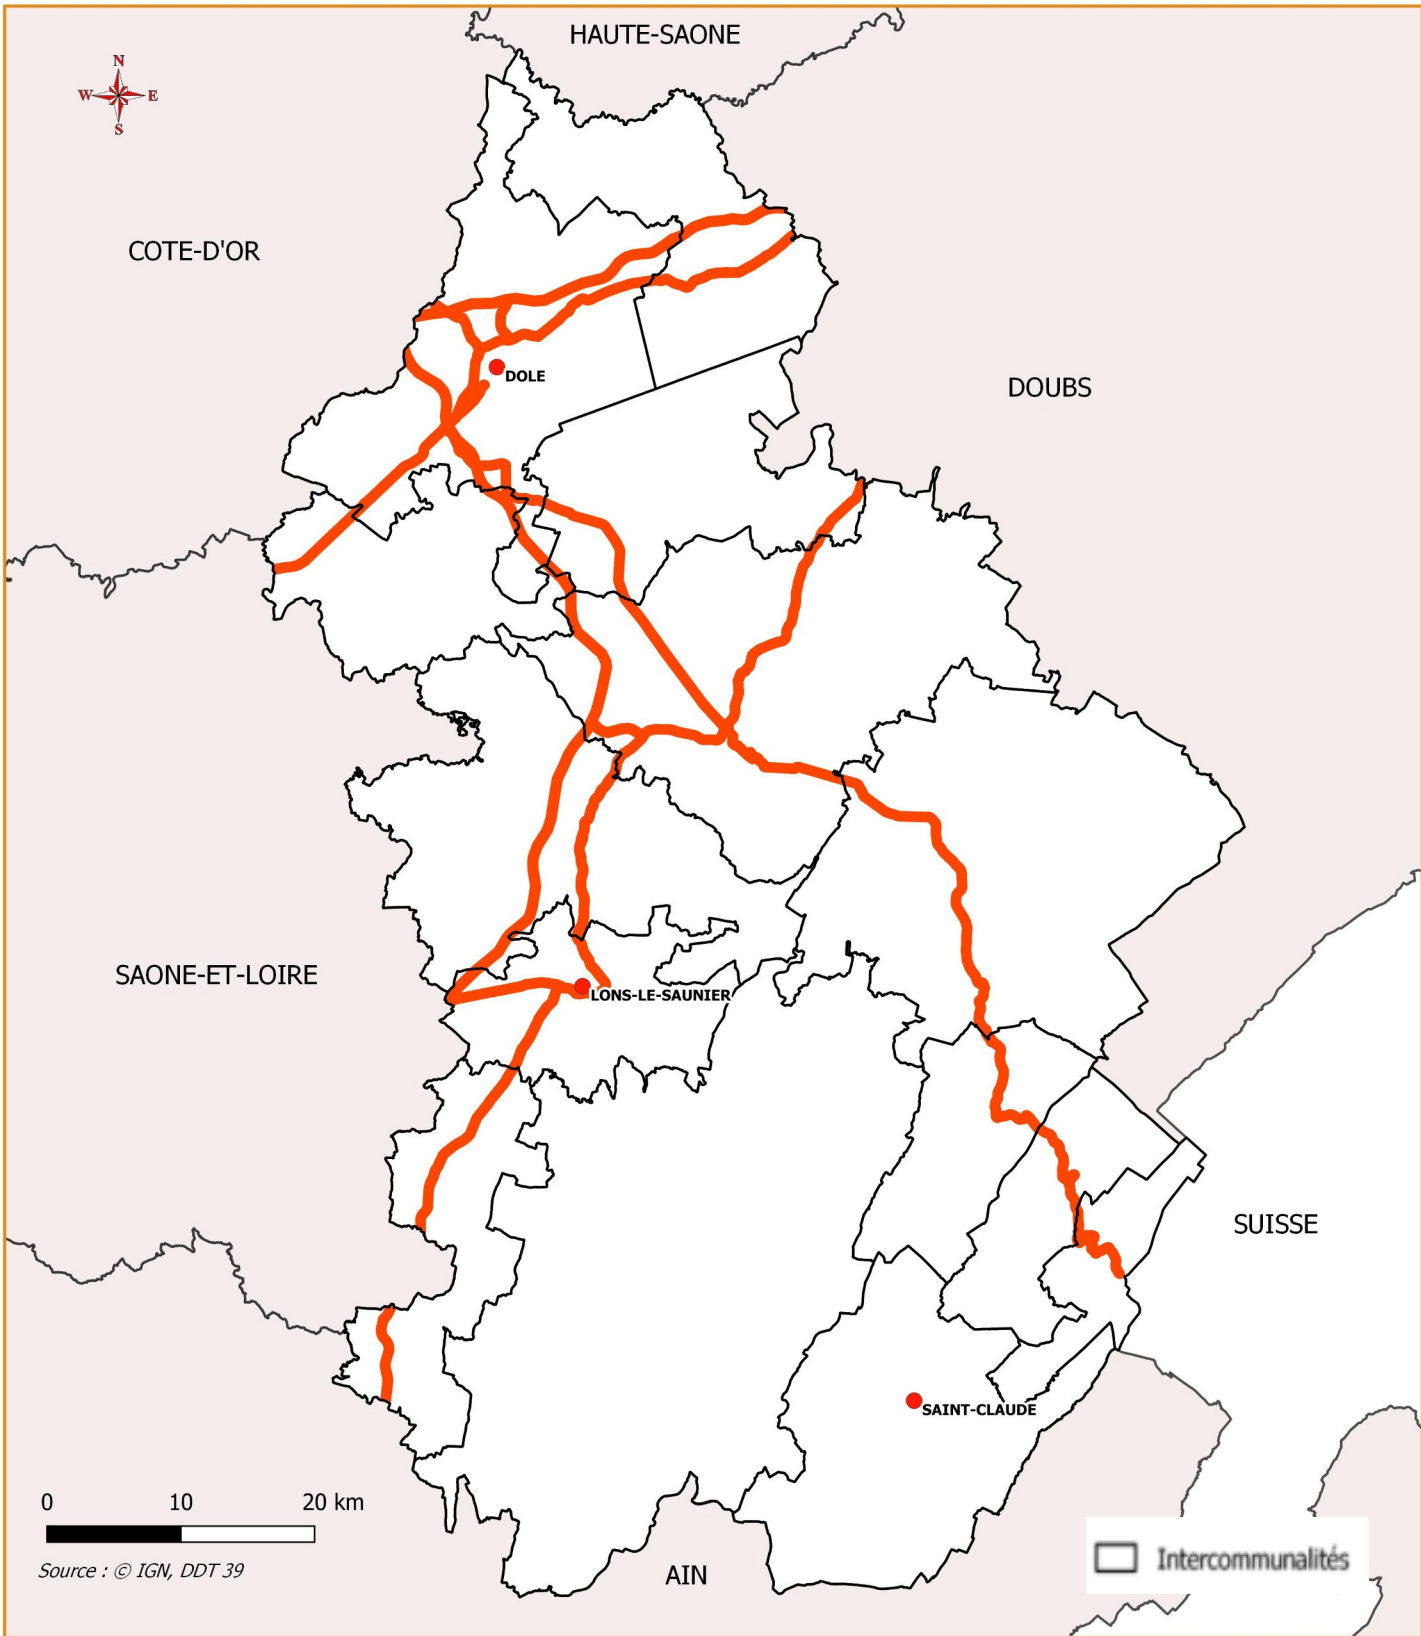 HAUTE-SAONE
N
W E
S
COTE-D'OR
DOLE
DOUBS
SAONE-ET-LOIRE
LONS-LE-SAUNIER
SUISSE
SAINT-CLAUDE
0 10 20 km
Source : © IGN, DDT 39
AIN
Intercommunalités